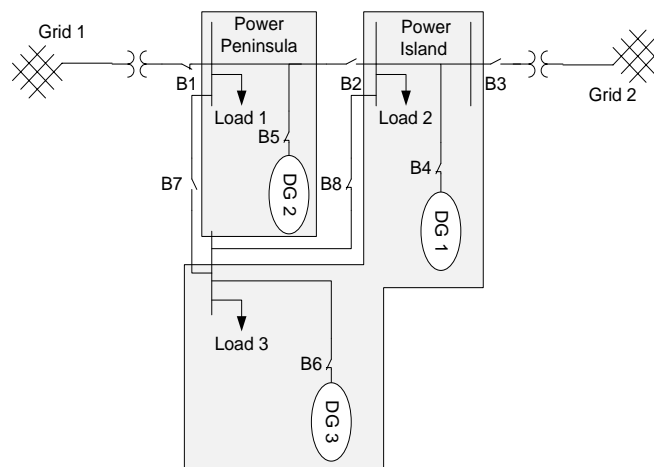 Grid 1
Power
Peninsula
Power
Island
B1
B2
B3
Grid 2
Load 1
Load 2
B5
B4
B7
B8
DG 2
DG 1
Load 3
B6
DG 3